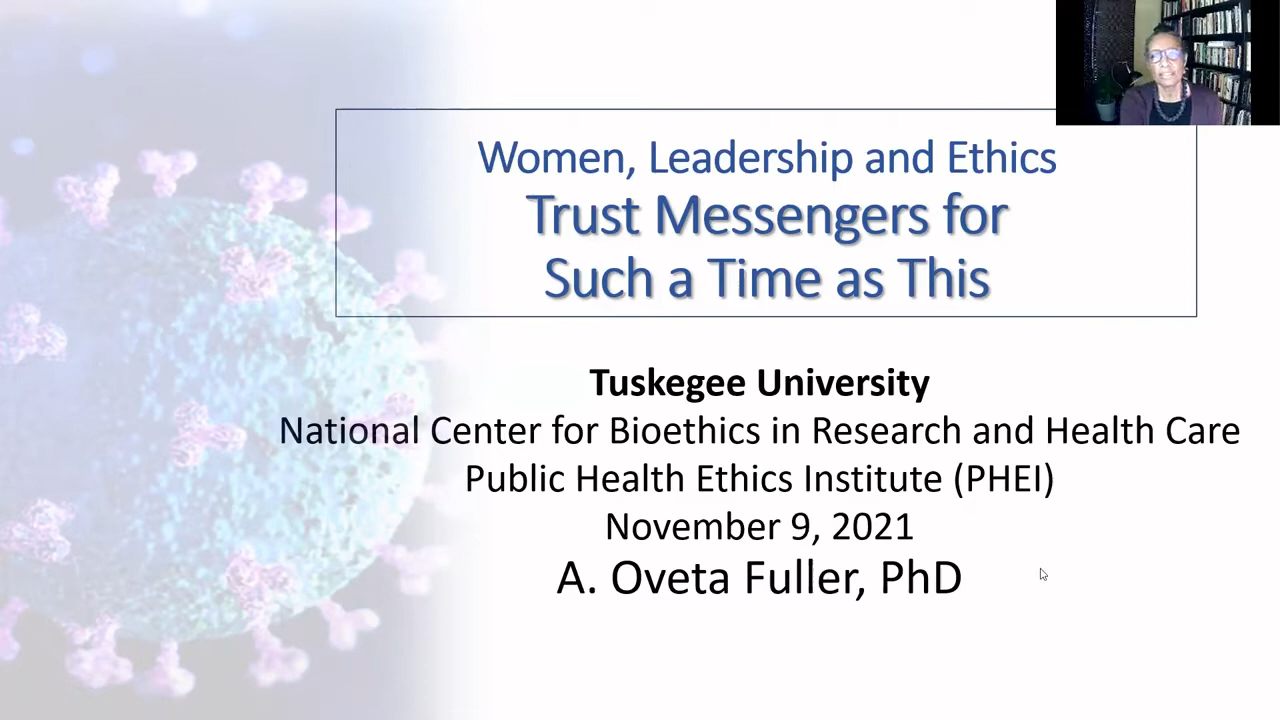 Women, Leadership and Ethics
Trust Messengers for
Such a Time as This
Tuskegee University
National Center for Bioethics in Research and Health Care
Public Health Ethics Institute (PHEI)
November 9, 2021
A. Oveta Fuller, PhD